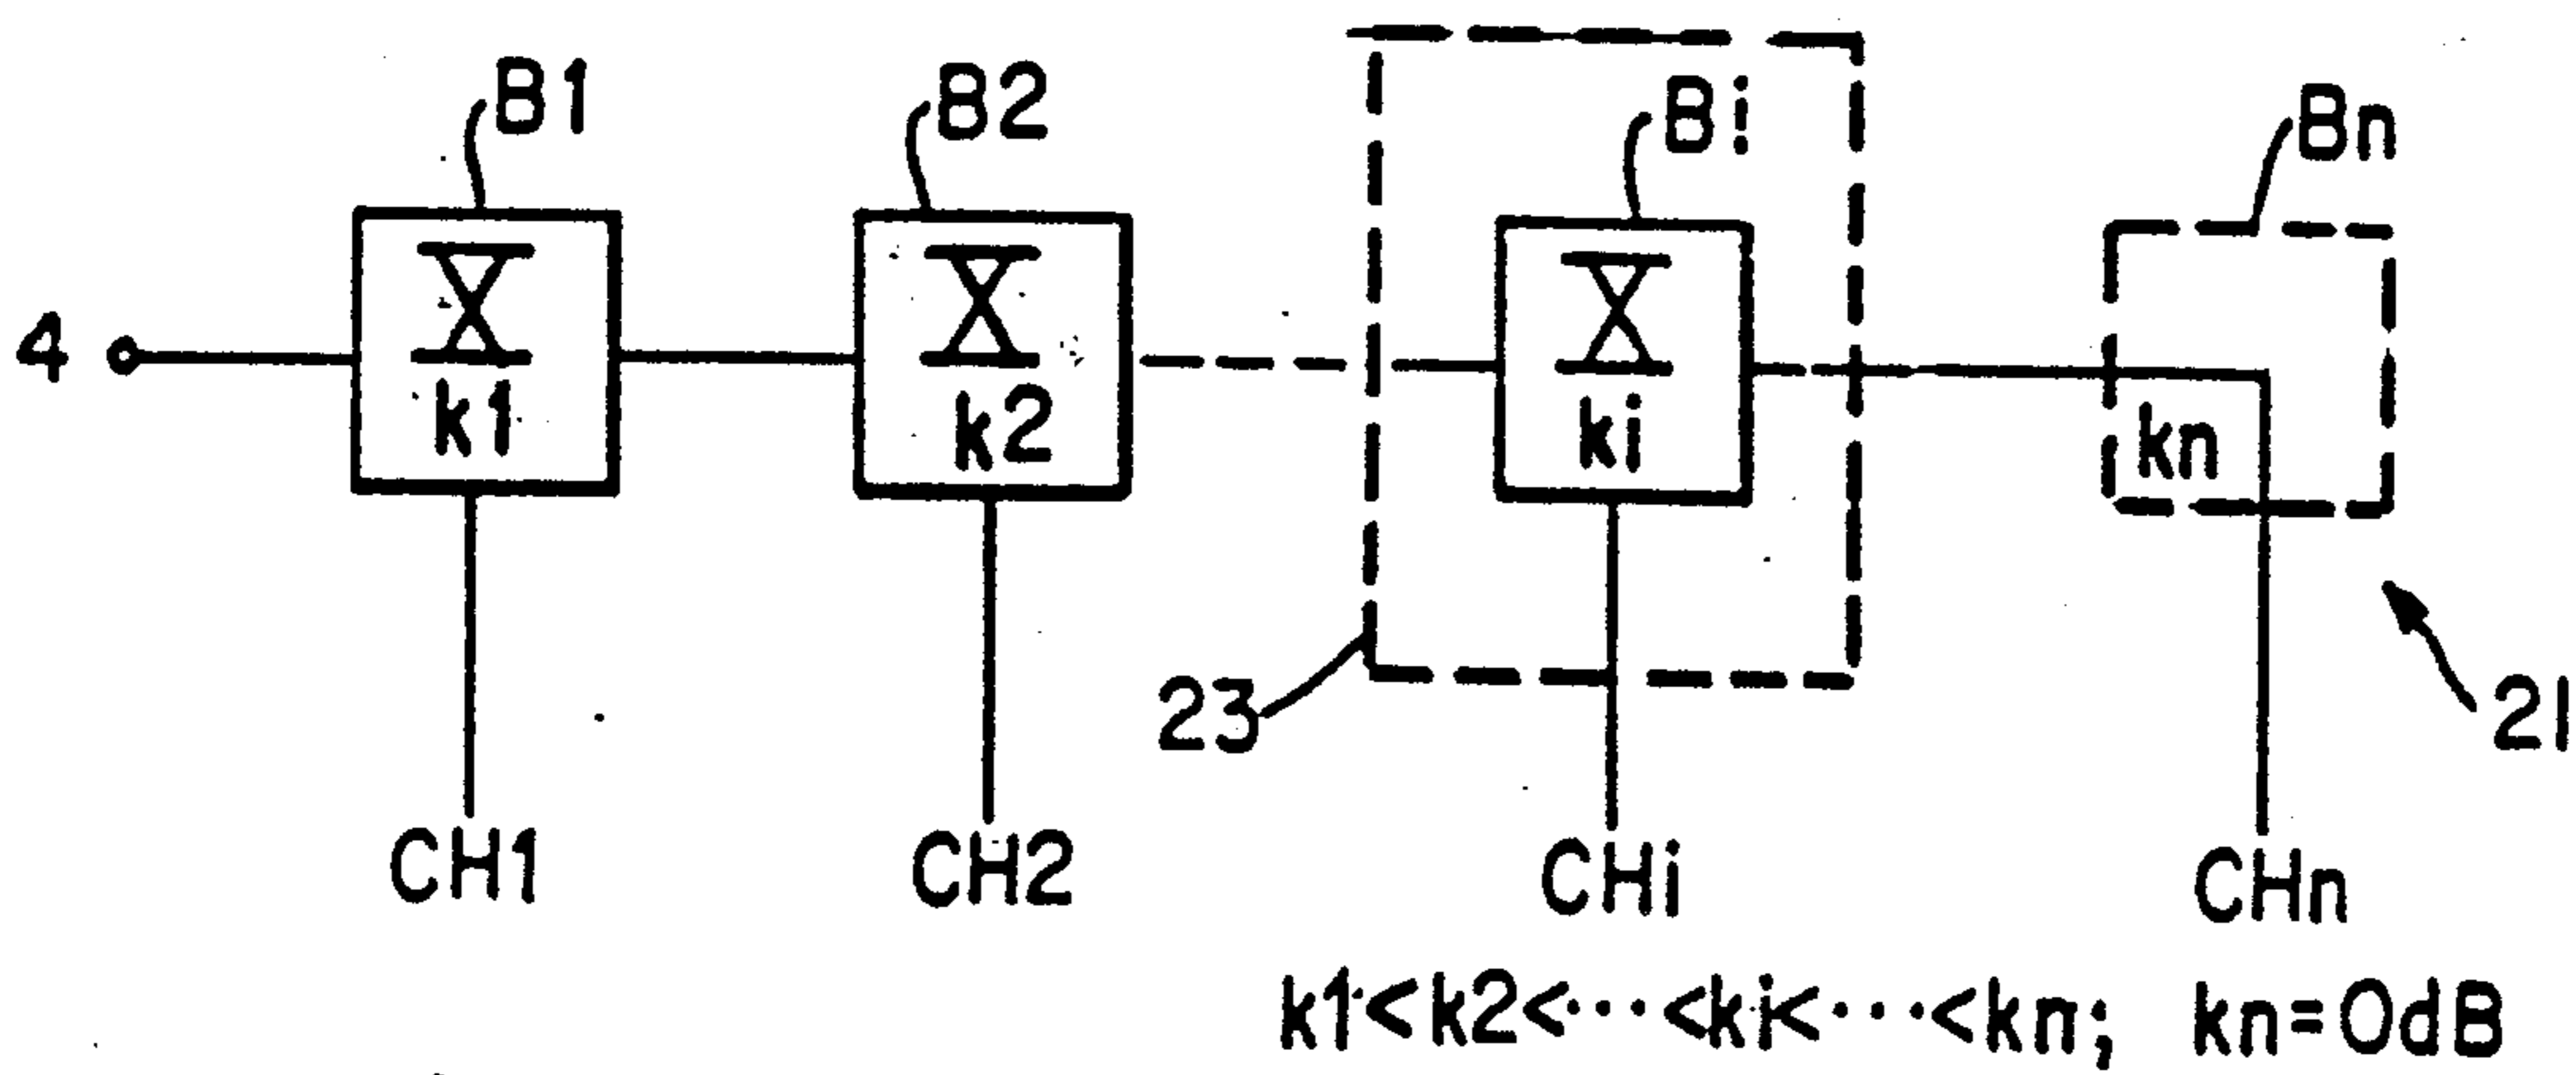 B1
B2
Bi
Bn
4
k1
k2
ki
kn
23
21
CH1
CH2
CHi
CHn
k1<k2<···<ki<···<kn; kn=0dB